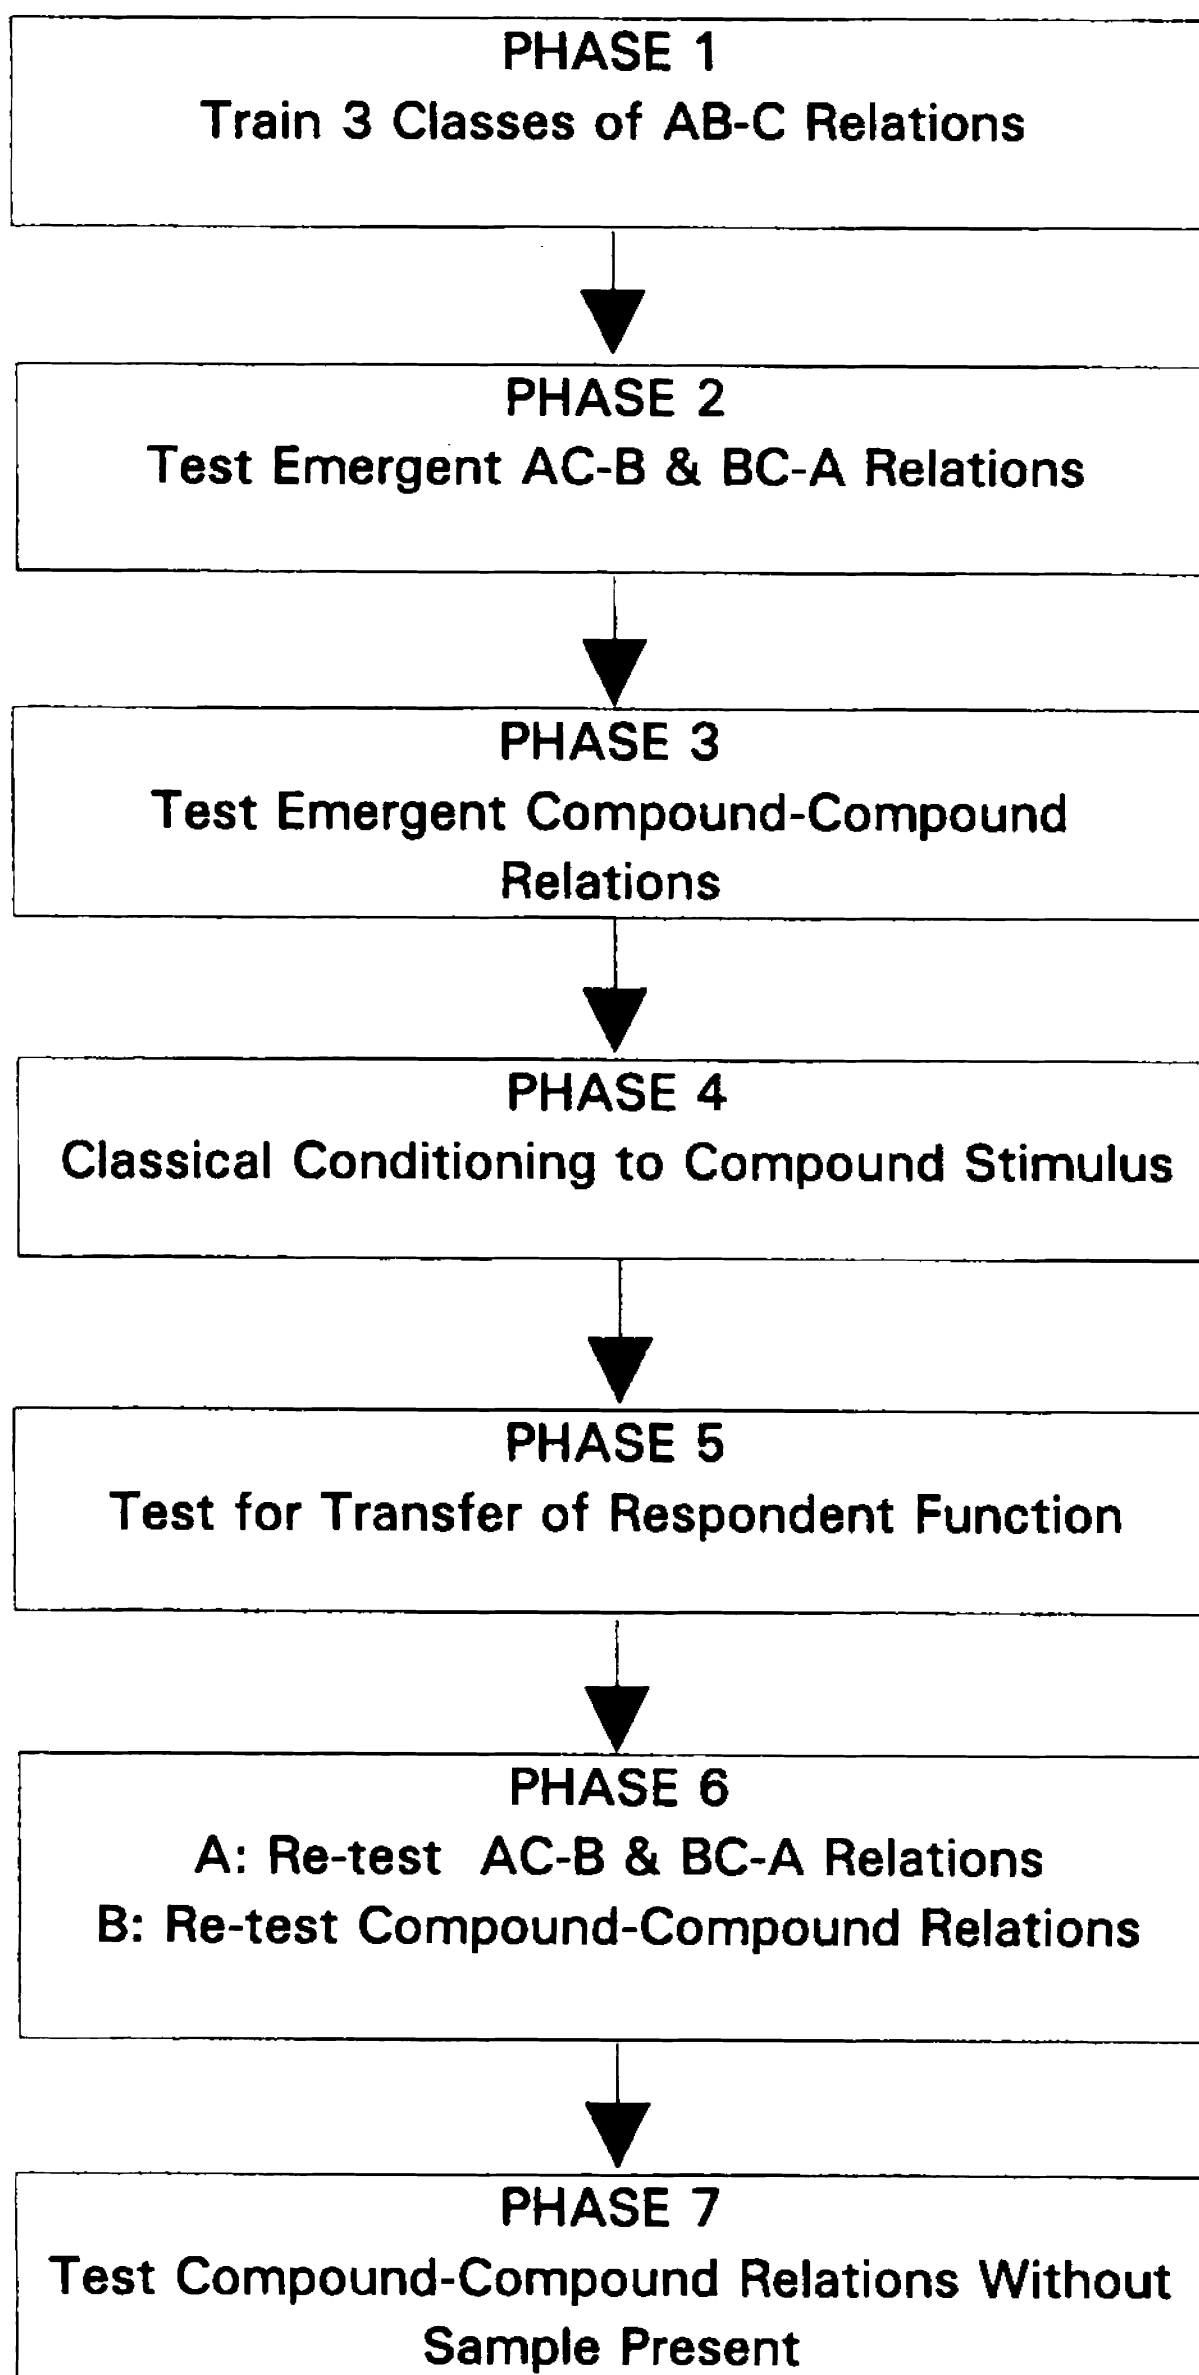 PHASE 1
Train 3 Classes of AB-C Relations
PHASE 2
Test Emergent AC-B & BC-A Relations
PHASE 3
Test Emergent Compound-Compound
Relations
PHASE 4
Classical Conditioning to Compound Stimulus
PHASE 5
Test for Transfer of Respondent Function
PHASE 6
A: Re-test AC-B & BC-A Relations
B: Re-test Compound-Compound Relations
PHASE 7
Test Compound-Compound Relations Without
Sample Present